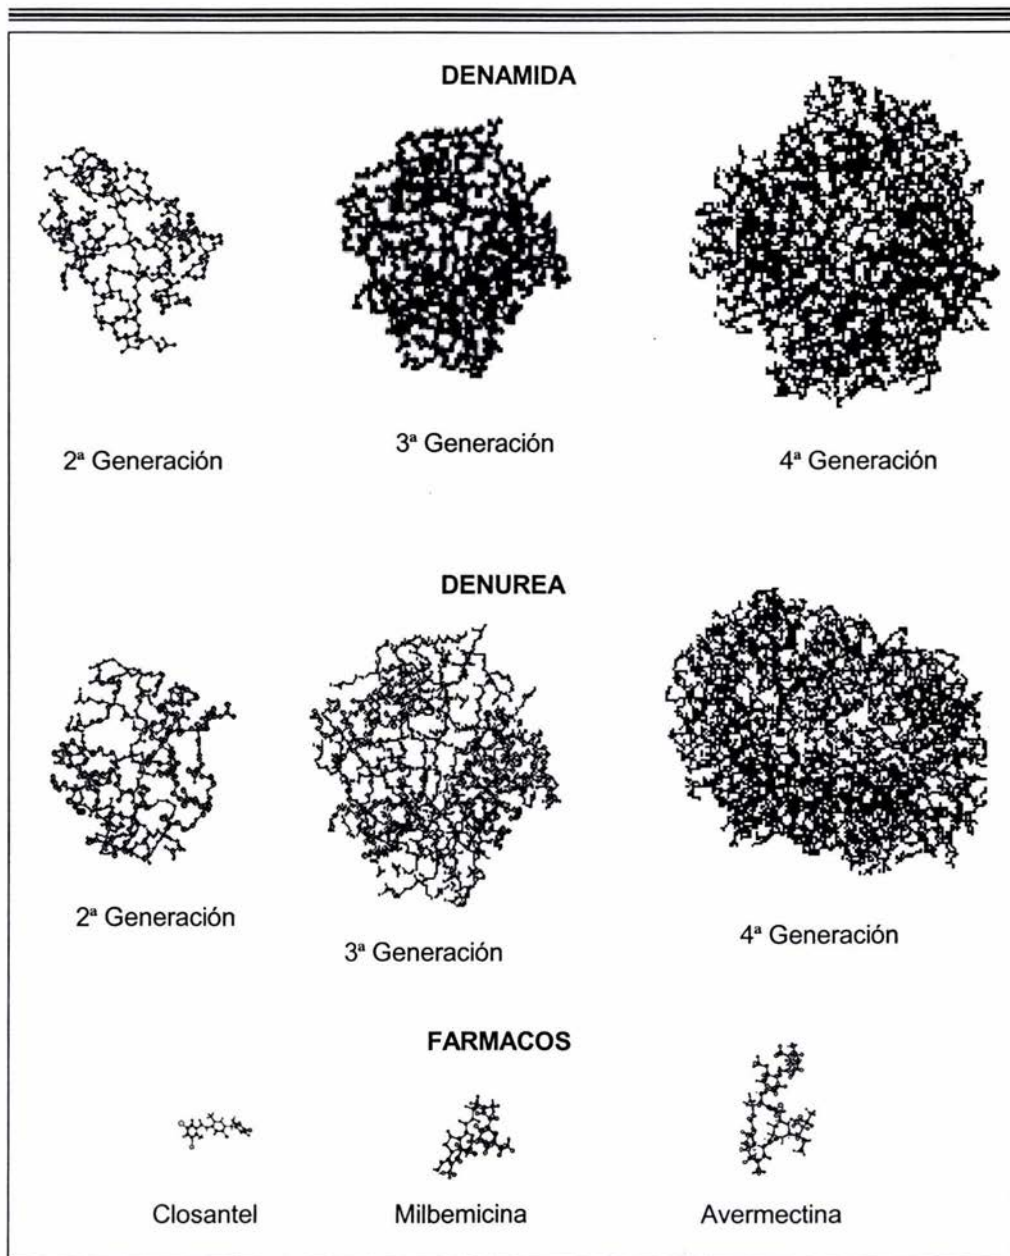 DENAMIDA
2ª Generación
3ª Generación
4ª Generación
DENUREA
2ª Generación
3ª Generación
4ª Generación
FARMACOS
Closantel
Milbemicina
Avermectina